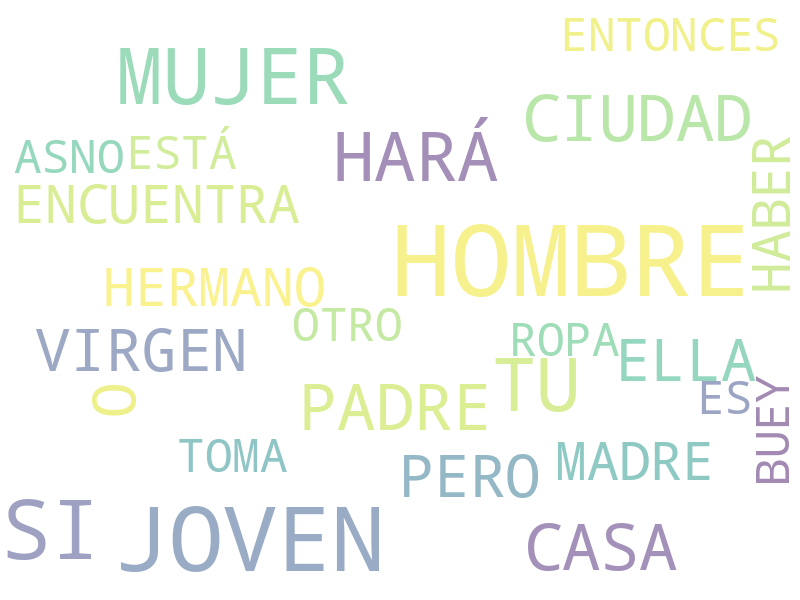 ENTONCES
MUJER
CIUDAD
ASNO
ESTÁ
HARÁ
HABER
ENCUENTRA
HOMBRE
HERMANO
OTRO
VIRGEN
ROPA
ELLA
TU
O
PADRE
ES
BUEY
TOMA
PERO
MADRE
SI
JOVEN
CASA